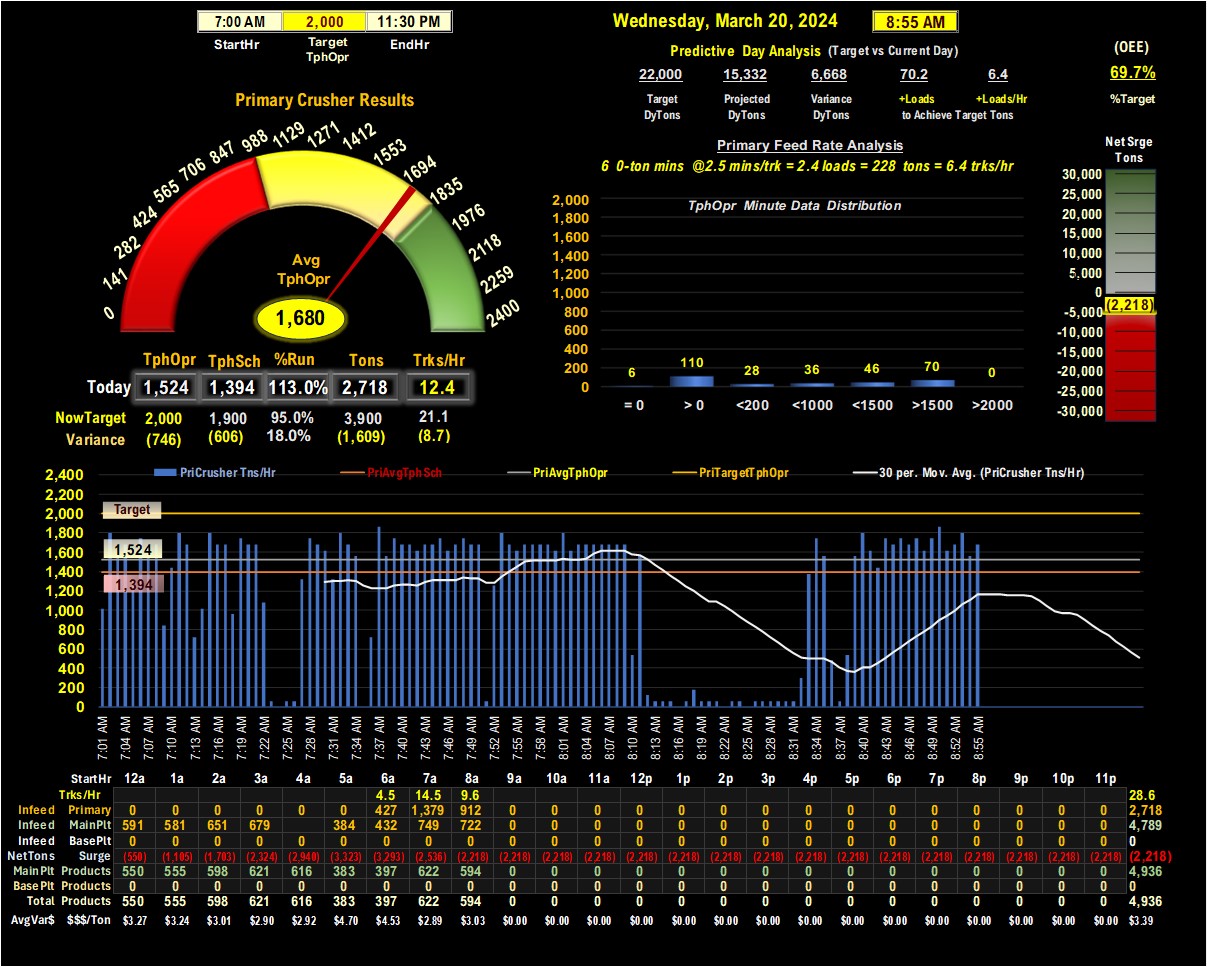 7:00 AM 2,000 11:30 PM
StartHr Target TphOpr EndHr
Wednesday, March 20, 2024 8:55 AM
Predictive Day Analysis (Target vs Current Day)
22,000 15,332 6,668 70.2 6.4
Target Projected Variance +Loads +Loads/Hr
DyTons DyTons DyTons to Achieve Target Tons
(OEE)
69.7%
%Target
Primary Crusher Results
0 141 282 424 565 706 847 988 1129 1271 1412 1553 1694 1835 1976 2118 2259 2400
Avg
TphOpr
1,680
TphOpr TphSch %Run Tons Trks/Hr
Today 1,524 1,394 113.0% 2,718 12.4
NowTarget 2,000 1,900 95.0% 3,900 21.1
Variance (746) (606) 18.0% (1,609) (8.7)
Primary Feed Rate Analysis
6 0-ton mins @2.5 mins/trk = 2.4 loads = 228 tons = 6.4 trks/hr
TphOpr Minute Data Distribution
2,000
1,800
1,600
1,400
1,200
1,000
800
600
400
200
0
6 110 28 36 46 70 0
= 0 > 0 <200 <1000 <1500 >1500 >2000
Net Srge
Tons
30,000
25,000
20,000
15,000
10,000
5,000
0
(2,218)
-5,000
-10,000
-15,000
-20,000
-25,000
-30,000
PriCrusher Tns/Hr PriAvgTphSch PriAvgTphOpr PriTargetTphOpr 30 per. Mov. Avg. (PriCrusher Tns/Hr)
2,400
2,200
2,000
1,800
1,600
1,400
1,200
1,000
800
600
400
200
0
Target
1,524
1,394
7:01 AM 7:04 AM 7:07 AM 7:10 AM 7:13 AM 7:16 AM 7:19 AM 7:22 AM 7:25 AM 7:28 AM 7:31 AM 7:34 AM 7:37 AM 7:40 AM 7:43 AM 7:46 AM 7:49 AM 7:52 AM 7:55 AM 7:58 AM 8:01 AM 8:04 AM 8:07 AM 8:10 AM 8:13 AM 8:16 AM 8:19 AM 8:22 AM 8:25 AM 8:28 AM 8:31 AM 8:34 AM 8:37 AM 8:40 AM 8:43 AM 8:46 AM 8:49 AM 8:52 AM 8:55 AM
StartHr 12a 1a 2a 3a 4a 5a 6a 7a 8a 9a 10a 11a 12p 1p 2p 3p 4p 5p 6p 7p 8p 9p 10p 11p
Trks/Hr 4.5 14.5 9.6 28.6
Infeed Primary 0 0 0 0 0 0 427 1,379 912 0 0 0 0 0 0 0 0 0 0 0 0 0 0 0 2,718
Infeed MainPlt 591 581 651 679 384 432 749 722 0 0 0 0 0 0 0 0 0 0 0 0 0 0 0 4,789
Infeed BasePlt 0 0 0 0 0 0 0 0 0 0 0 0 0 0 0 0 0 0 0 0 0 0 0 0 0
NetTons Surge (550) (1,105) (1,703) (2,324) (2,940) (3,323) (3,293) (2,536) (2,218) (2,218) (2,218) (2,218) (2,218) (2,218) (2,218) (2,218) (2,218) (2,218) (2,218) (2,218) (2,218) (2,218) (2,218) (2,218) (2,218)
MainPlt Products 550 555 598 621 616 383 397 622 594 0 0 0 0 0 0 0 0 0 0 0 0 0 0 0 4,936
BasePlt Products 0 0 0 0 0 0 0 0 0 0 0 0 0 0 0 0 0 0 0 0 0 0 0 0 0
Total Products 550 555 598 621 616 383 397 622 594 0 0 0 0 0 0 0 0 0 0 0 0 0 0 0 4,936
AvgVar$ $$$/Ton $3.27 $3.24 $3.01 $2.90 $2.92 $4.70 $4.53 $2.89 $3.03 $0.00 $0.00 $0.00 $0.00 $0.00 $0.00 $0.00 $0.00 $0.00 $0.00 $0.00 $0.00 $0.00 $0.00 $0.00 $3.39